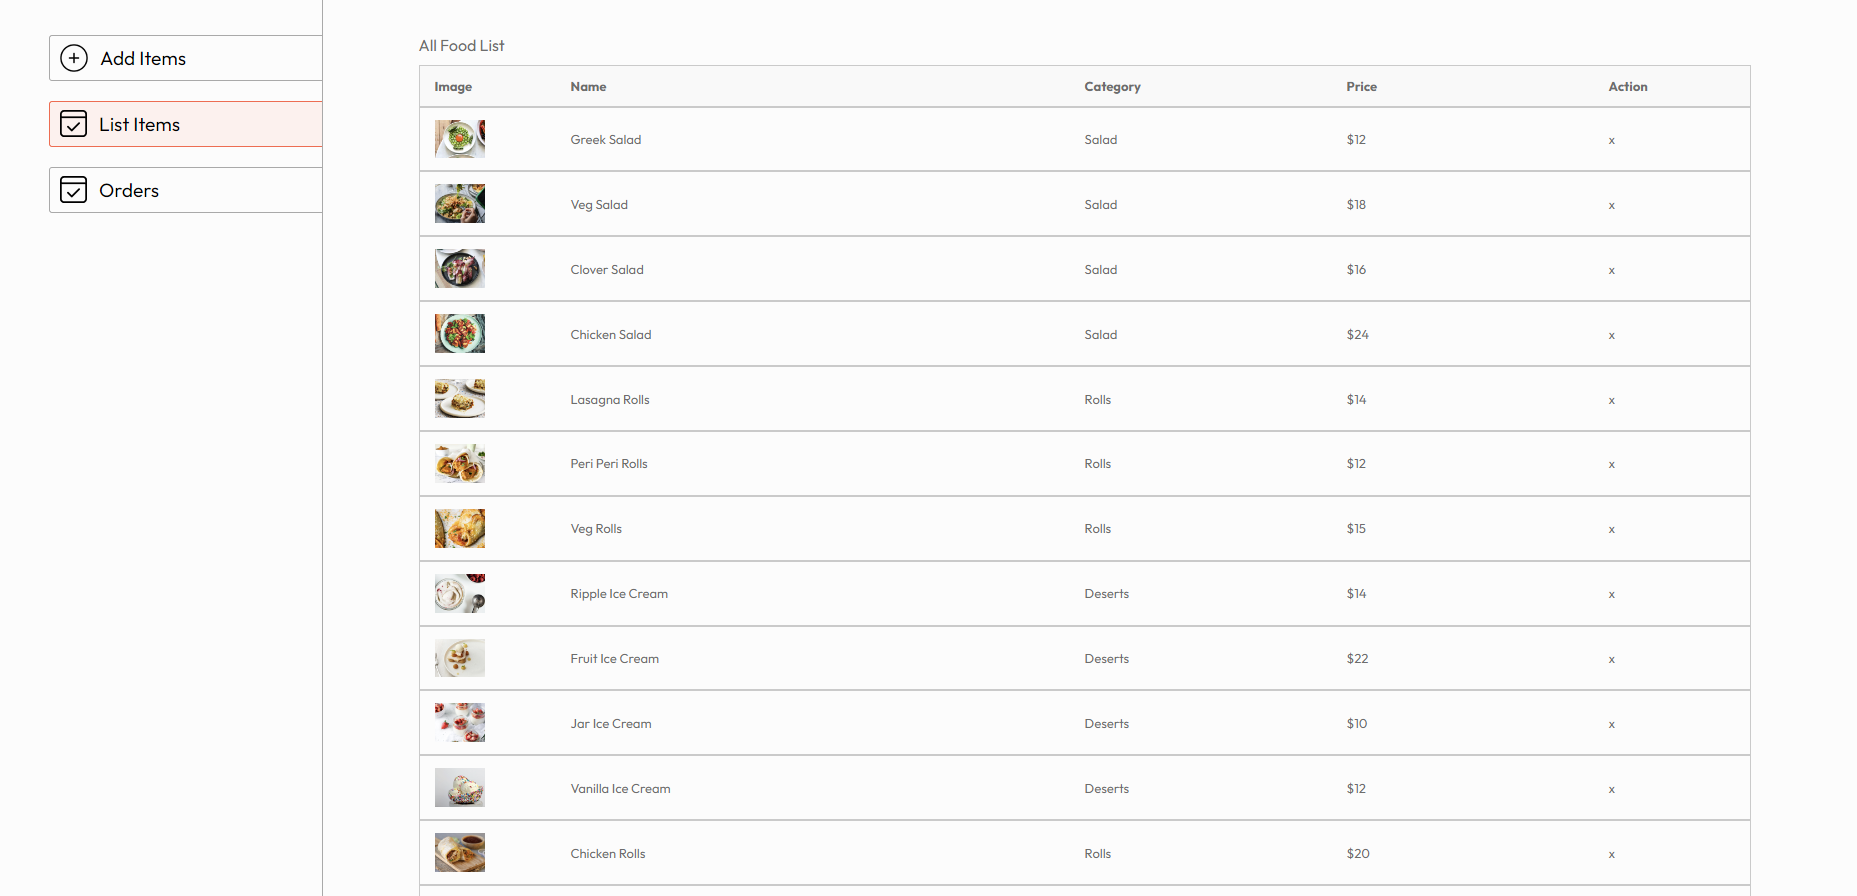 Add Items
List Items
Orders
All Food List
Image Name Category Price Action
Greek Salad Salad $12 x
Veg Salad Salad $18 x
Clover Salad Salad $16 x
Chicken Salad Salad $24 x
Lasagna Rolls Rolls $14 x
Peri Peri Rolls Rolls $12 x
Veg Rolls Rolls $15 x
Ripple Ice Cream Deserts $14 x
Fruit Ice Cream Deserts $22 x
Jar Ice Cream Deserts $10 x
Vanilla Ice Cream Deserts $12 x
Chicken Rolls Rolls $20 x